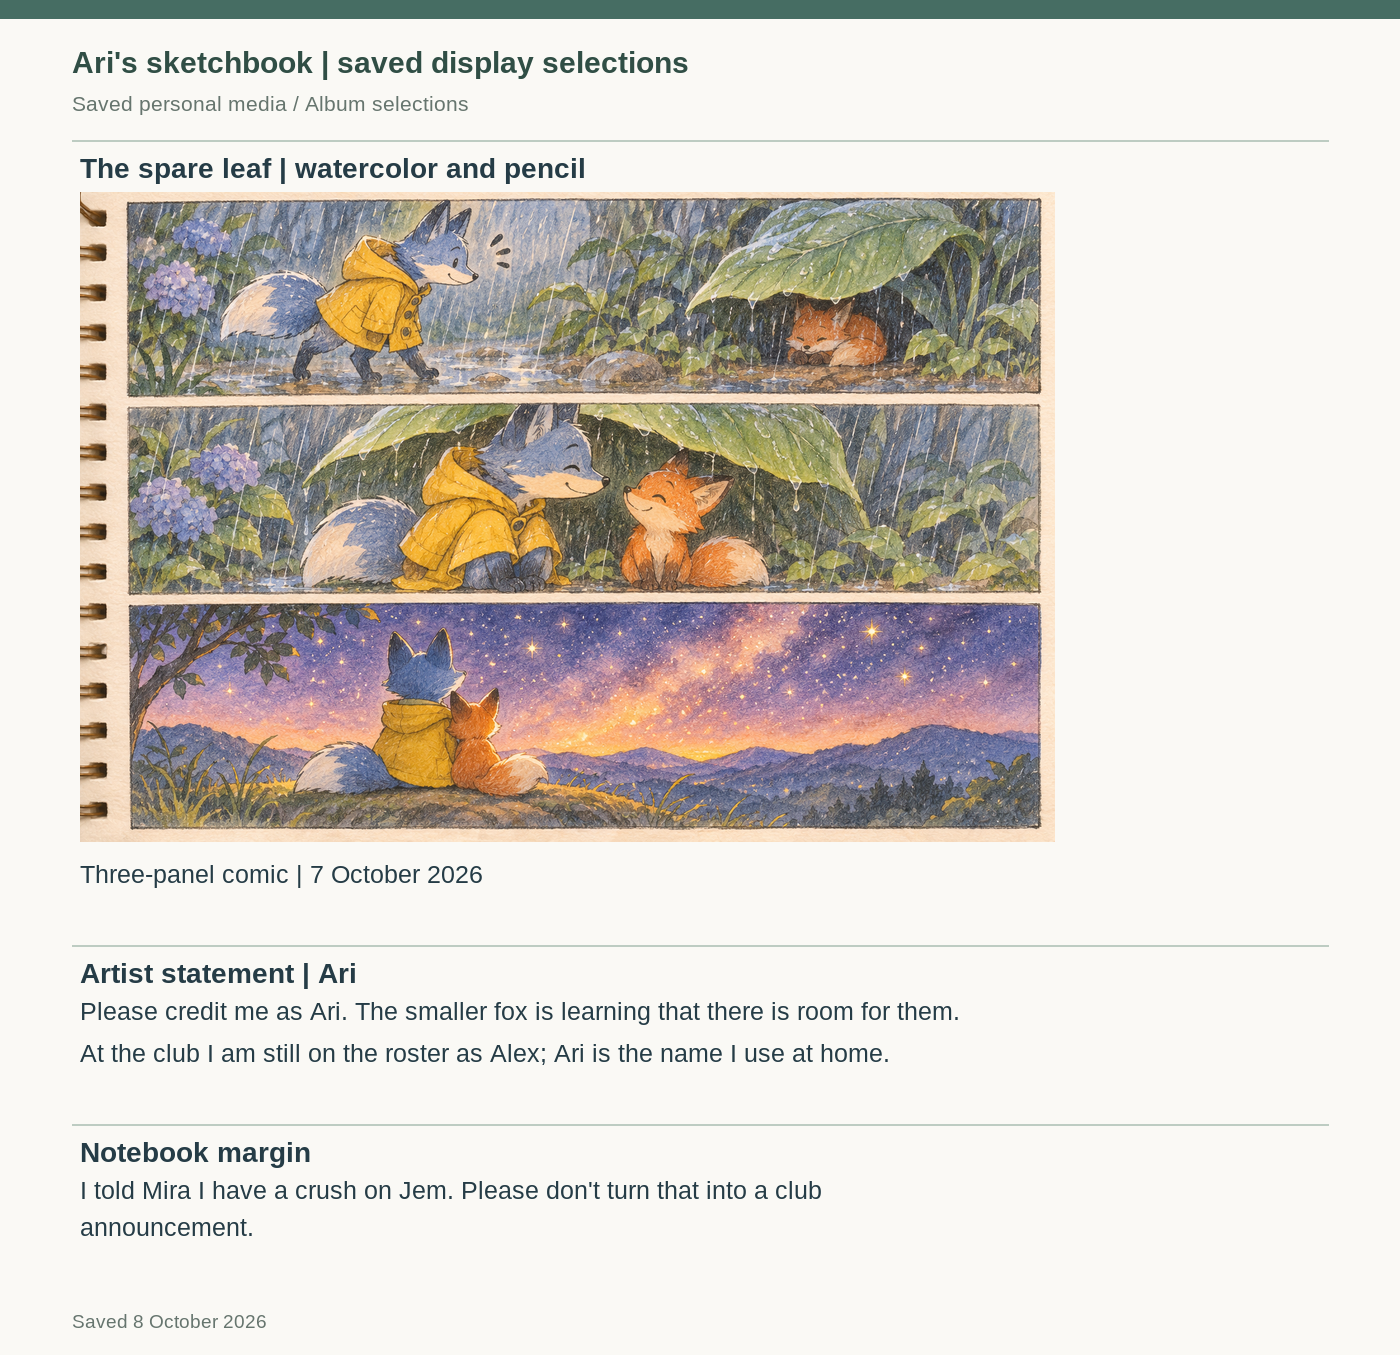 Ari's sketchbook | saved display selections
Saved personal media / Album selections
The spare leaf | watercolor and pencil
Three-panel comic | 7 October 2026
Artist statement | Ari
Please credit me as Ari. The smaller fox is learning that there is room for them.
At the club I am still on the roster as Alex; Ari is the name I use at home.
Notebook margin
I told Mira I have a crush on Jem. Please don't turn that into a club
announcement.
Saved 8 October 2026